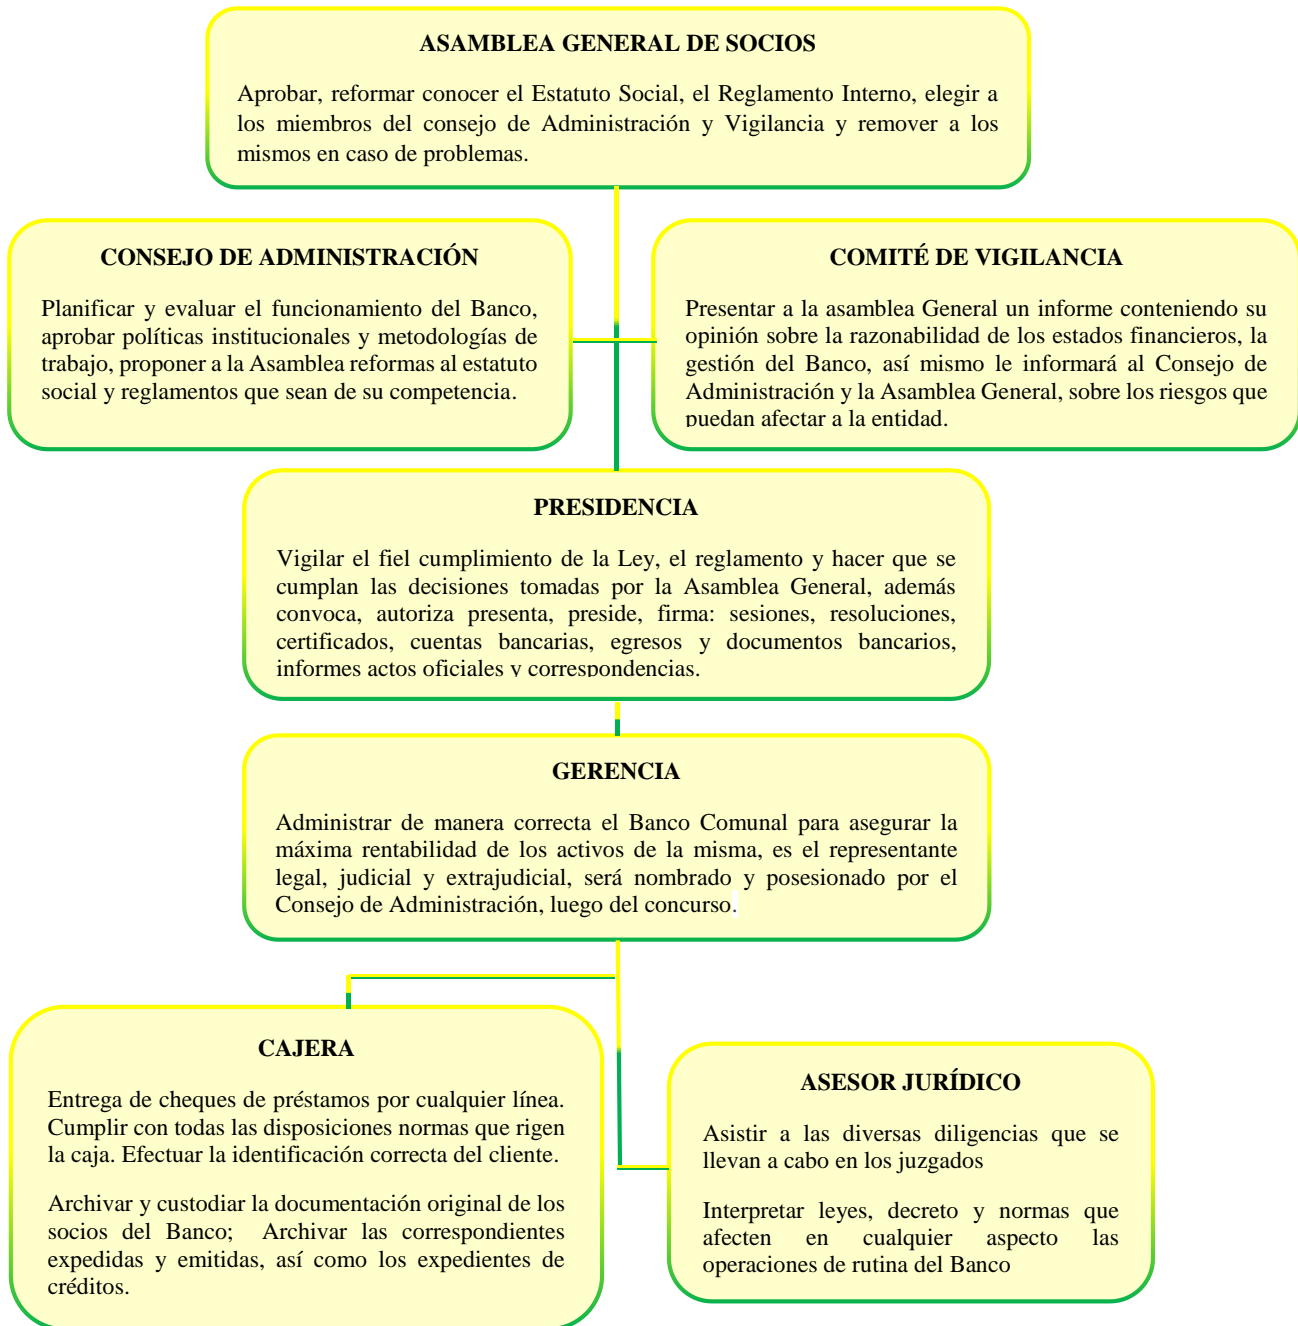 ASAMBLEA GENERAL DE SOCIOS
Aprobar, reformar conocer el Estatuto Social, el Reglamento Interno, elegir a
los miembros del consejo de Administración y Vigilancia y remover a los
mismos en caso de problemas.
CONSEJO DE ADMINISTRACIÓN
Planificar y evaluar el funcionamiento del Banco,
aprobar políticas institucionales y metodologías de
trabajo, proponer a la Asamblea reformas al estatuto
social y reglamentos que sean de su competencia.
COMITÉ DE VIGILANCIA
Presentar a la asamblea General un informe conteniendo su
opinión sobre la razonabilidad de los estados financieros, la
gestión del Banco, así mismo le informará al Consejo de
Administración y la Asamblea General, sobre los riesgos que
puedan afectar a la entidad.
PRESIDENCIA
Vigilar el fiel cumplimiento de la Ley, el reglamento y hacer que se
cumplan las decisiones tomadas por la Asamblea General, además
convoca, autoriza presenta, preside, firma: sesiones, resoluciones,
certificados, cuentas bancarias, egresos y documentos bancarios,
informes actos oficiales y correspondencias.
GERENCIA
Administrar de manera correcta el Banco Comunal para asegurar la
máxima rentabilidad de los activos de la misma, es el representante
legal, judicial y extrajudicial, será nombrado y posesionado por el
Consejo de Administración, luego del concurso.
CAJERA
Entrega de cheques de préstamos por cualquier línea.
Cumplir con todas las disposiciones normas que rigen
la caja. Efectuar la identificación correcta del cliente.
Archivar y custodiar la documentación original de los
socios del Banco; Archivar las correspondientes
expedidas y emitidas, así como los expedientes de
créditos.
ASESOR JURÍDICO
Asistir a las diversas diligencias que se
llevan a cabo en los juzgados
Interpretar leyes, decreto y normas que
afecten en cualquier aspecto las
operaciones de rutina del Banco